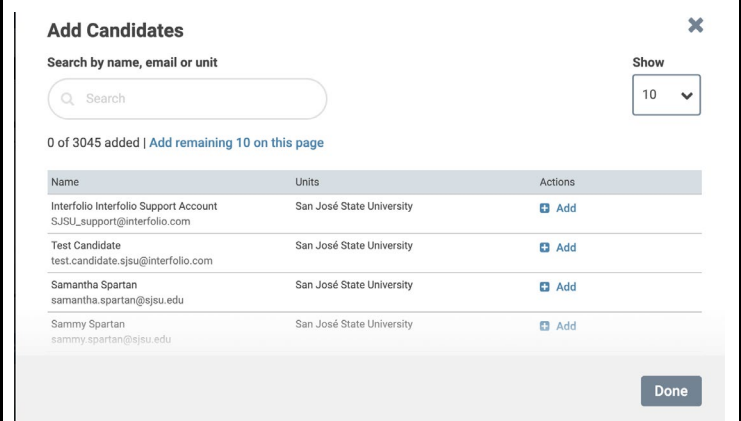 Add Candidates
Search by name, email or unit
Show
Search
10
0 of 3045 added | Add remaining 10 on this page
Name Units Actions
Interfolio Interfolio Support Account San José State University Add
SJSU_support@interfolio.com
Test Candidate San José State University Add
test.candidate.sjsu@interfolio.com
Samantha Spartan San José State University Add
samantha.spartan@sjsu.edu
Sammy Spartan San José State University Add
sammy.spartan@sjsu.edu
Done